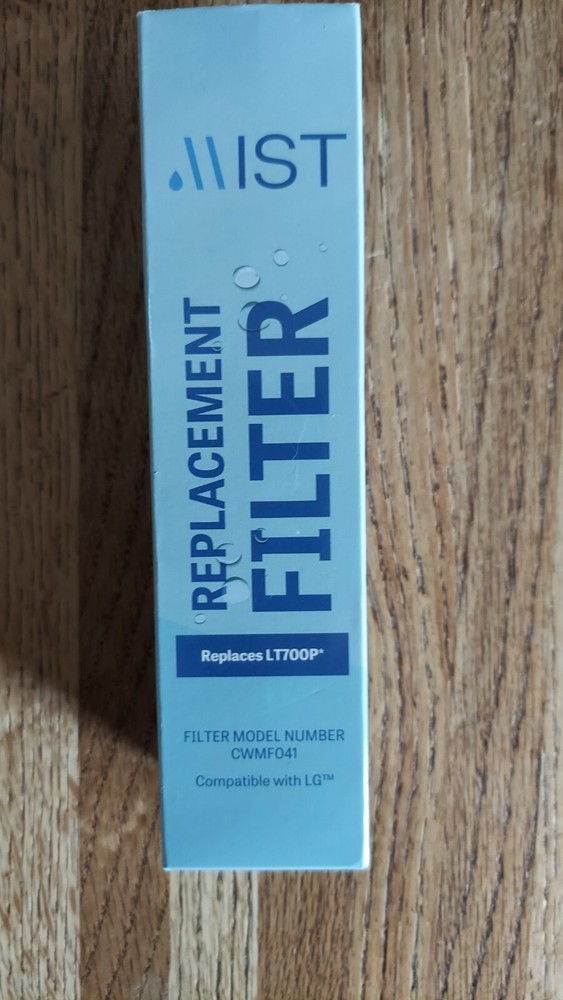 MIST
REPLACEMENT
FILTER
Replaces LT700P*
FILTER MODEL NUMBER
CWMF041
Compatible with LG™